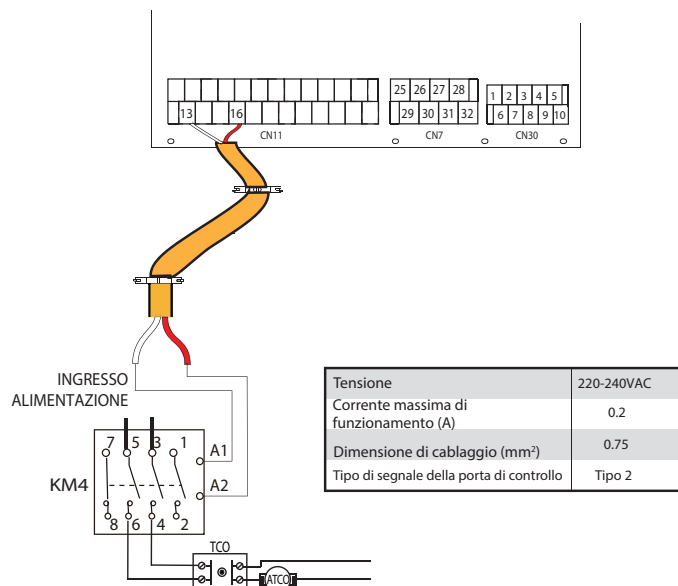 25 26 27 28
1 2 3 4 5
13 16
29 30 31 32
6 7 8 9 10
CN11 CN7 CN30
INGRESSO
ALIMENTAZIONE
Tensione 220-240VAC
Corrente massima di
funzionamento (A) 0.2
Dimensione di cablaggio (mm²) 0.75
Tipo di segnale della porta di controllo Tipo 2
7 5 3 1 A1
KM4 A2
8 6 4 2
TCO
ATCO